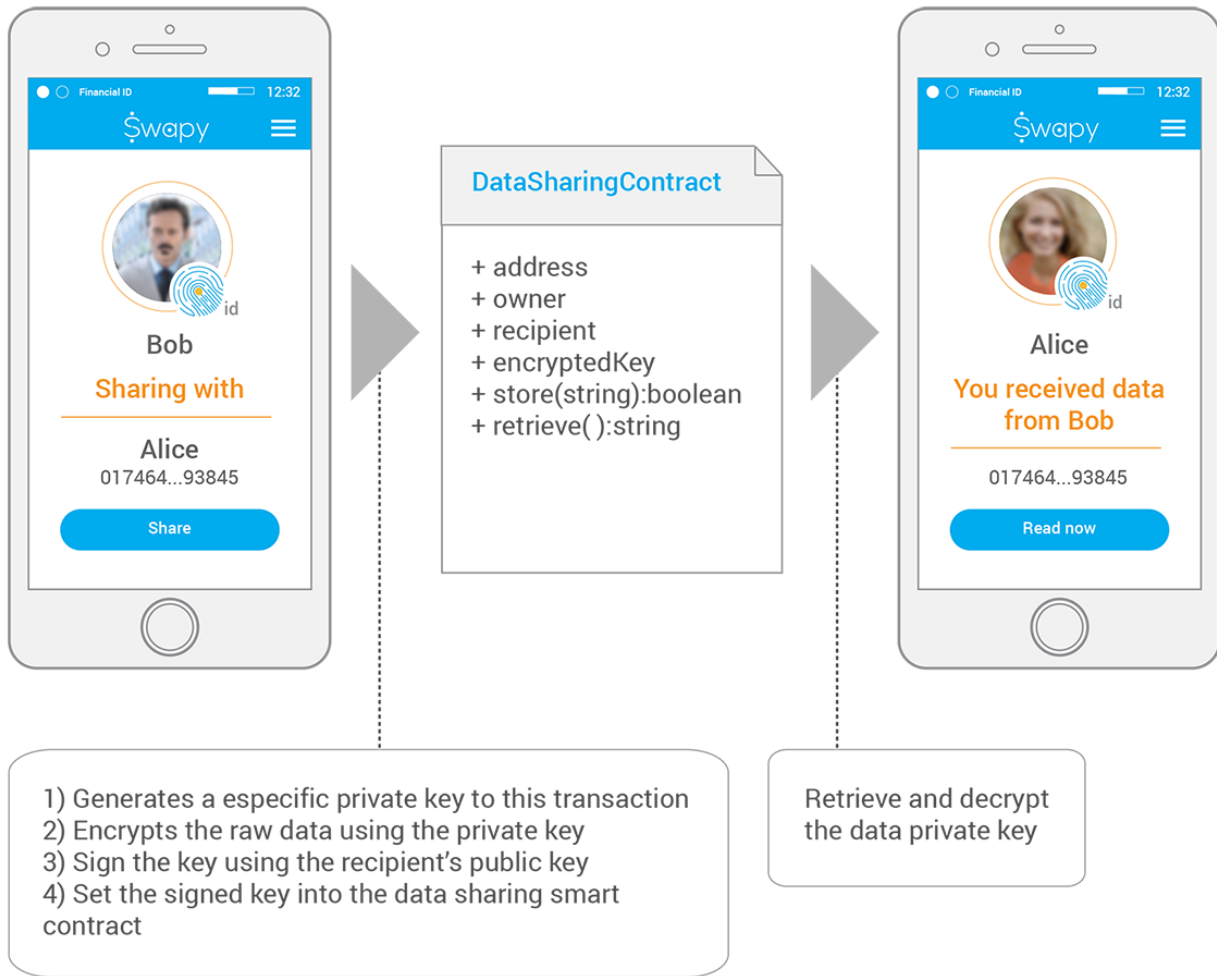 Financial ID 12:32
Swapy
id
Bob
Sharing with
Alice
017464...93845
Share
DataSharingContract
+ address
+ owner
+ recipient
+ encryptedKey
+ store(string):boolean
+ retrieve( ):string
Financial ID 12:32
Swapy
id
Alice
You received data
from Bob
017464...93845
Read now
1) Generates a especific private key to this transaction
2) Encrypts the raw data using the private key
3) Sign the key using the recipient's public key
4) Set the signed key into the data sharing smart
contract
Retrieve and decrypt
the data private key